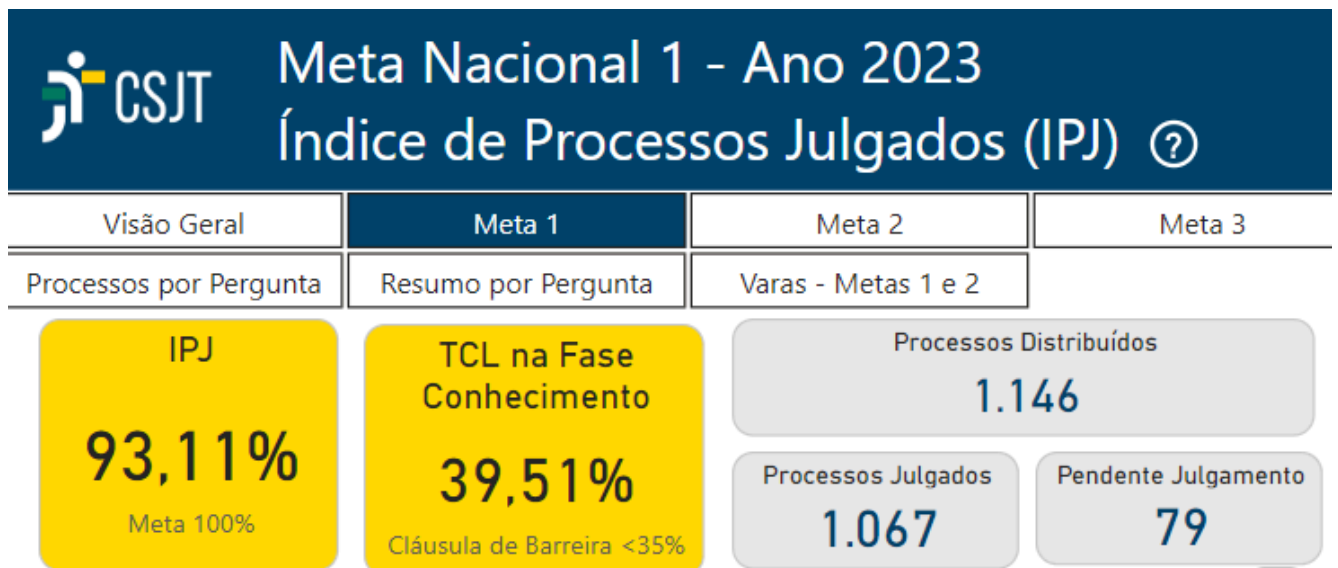 CSJT
Meta Nacional 1 - Ano 2023
Índice de Processos Julgados (IPJ) ?
Visão Geral
Meta 1
Meta 2
Meta 3
Processos por Pergunta
Resumo por Pergunta
Varas - Metas 1 e 2
IPJ
93,11%
Meta 100%
TCL na Fase
Conhecimento
39,51%
Cláusula de Barreira <35%
Processos Distribuídos
1.146
Processos Julgados
1.067
Pendente Julgamento
79